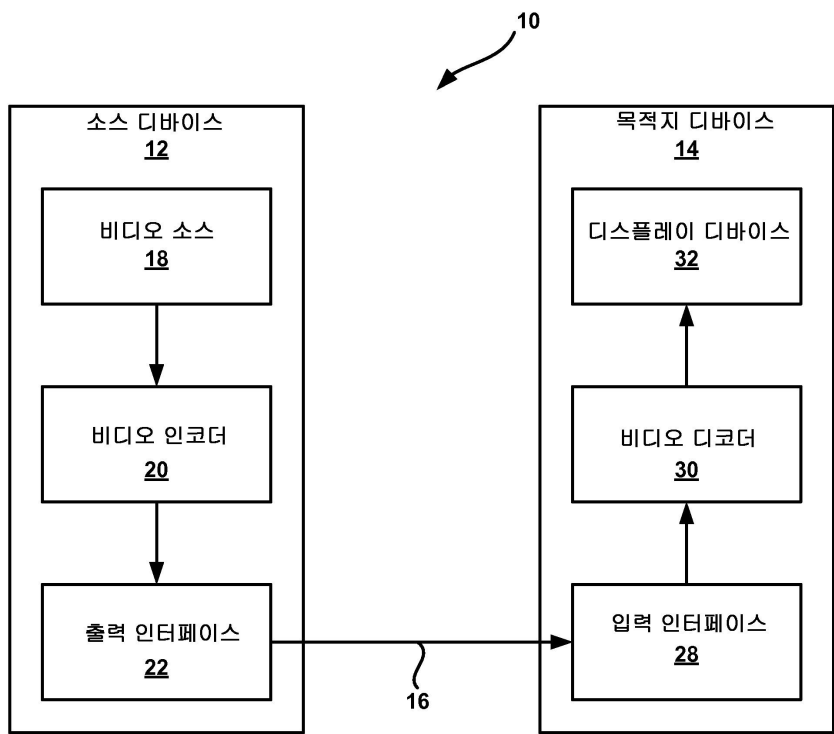 10
소스 디바이스
12
비디오 소스
18
비디오 인코더
20
출력 인터페이스
22
16
목적지 디바이스
14
디스플레이 디바이스
32
비디오 디코더
30
입력 인터페이스
28